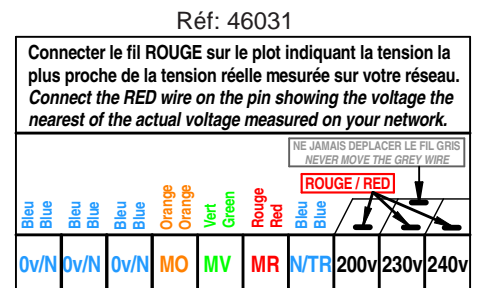 Réf: 46031
Connecter le fil ROUGE sur le plot indiquant la tension la
plus proche de la tension réelle mesurée sur votre réseau.
Connect the RED wire on the pin showing the voltage the
nearest of the actual voltage measured on your network.
NE JAMAIS DEPLACER LE FIL GRIS
NEVER MOVE THE GREY WIRE
ROUGE / RED
Bleu
Blue
Bleu
Blue
Bleu
Blue
Orange
Orange
Vert
Green
Rouge
Red
Bleu
Blue
0v/N 0v/N 0v/N MO MV MR N/TR 200v 230v 240v